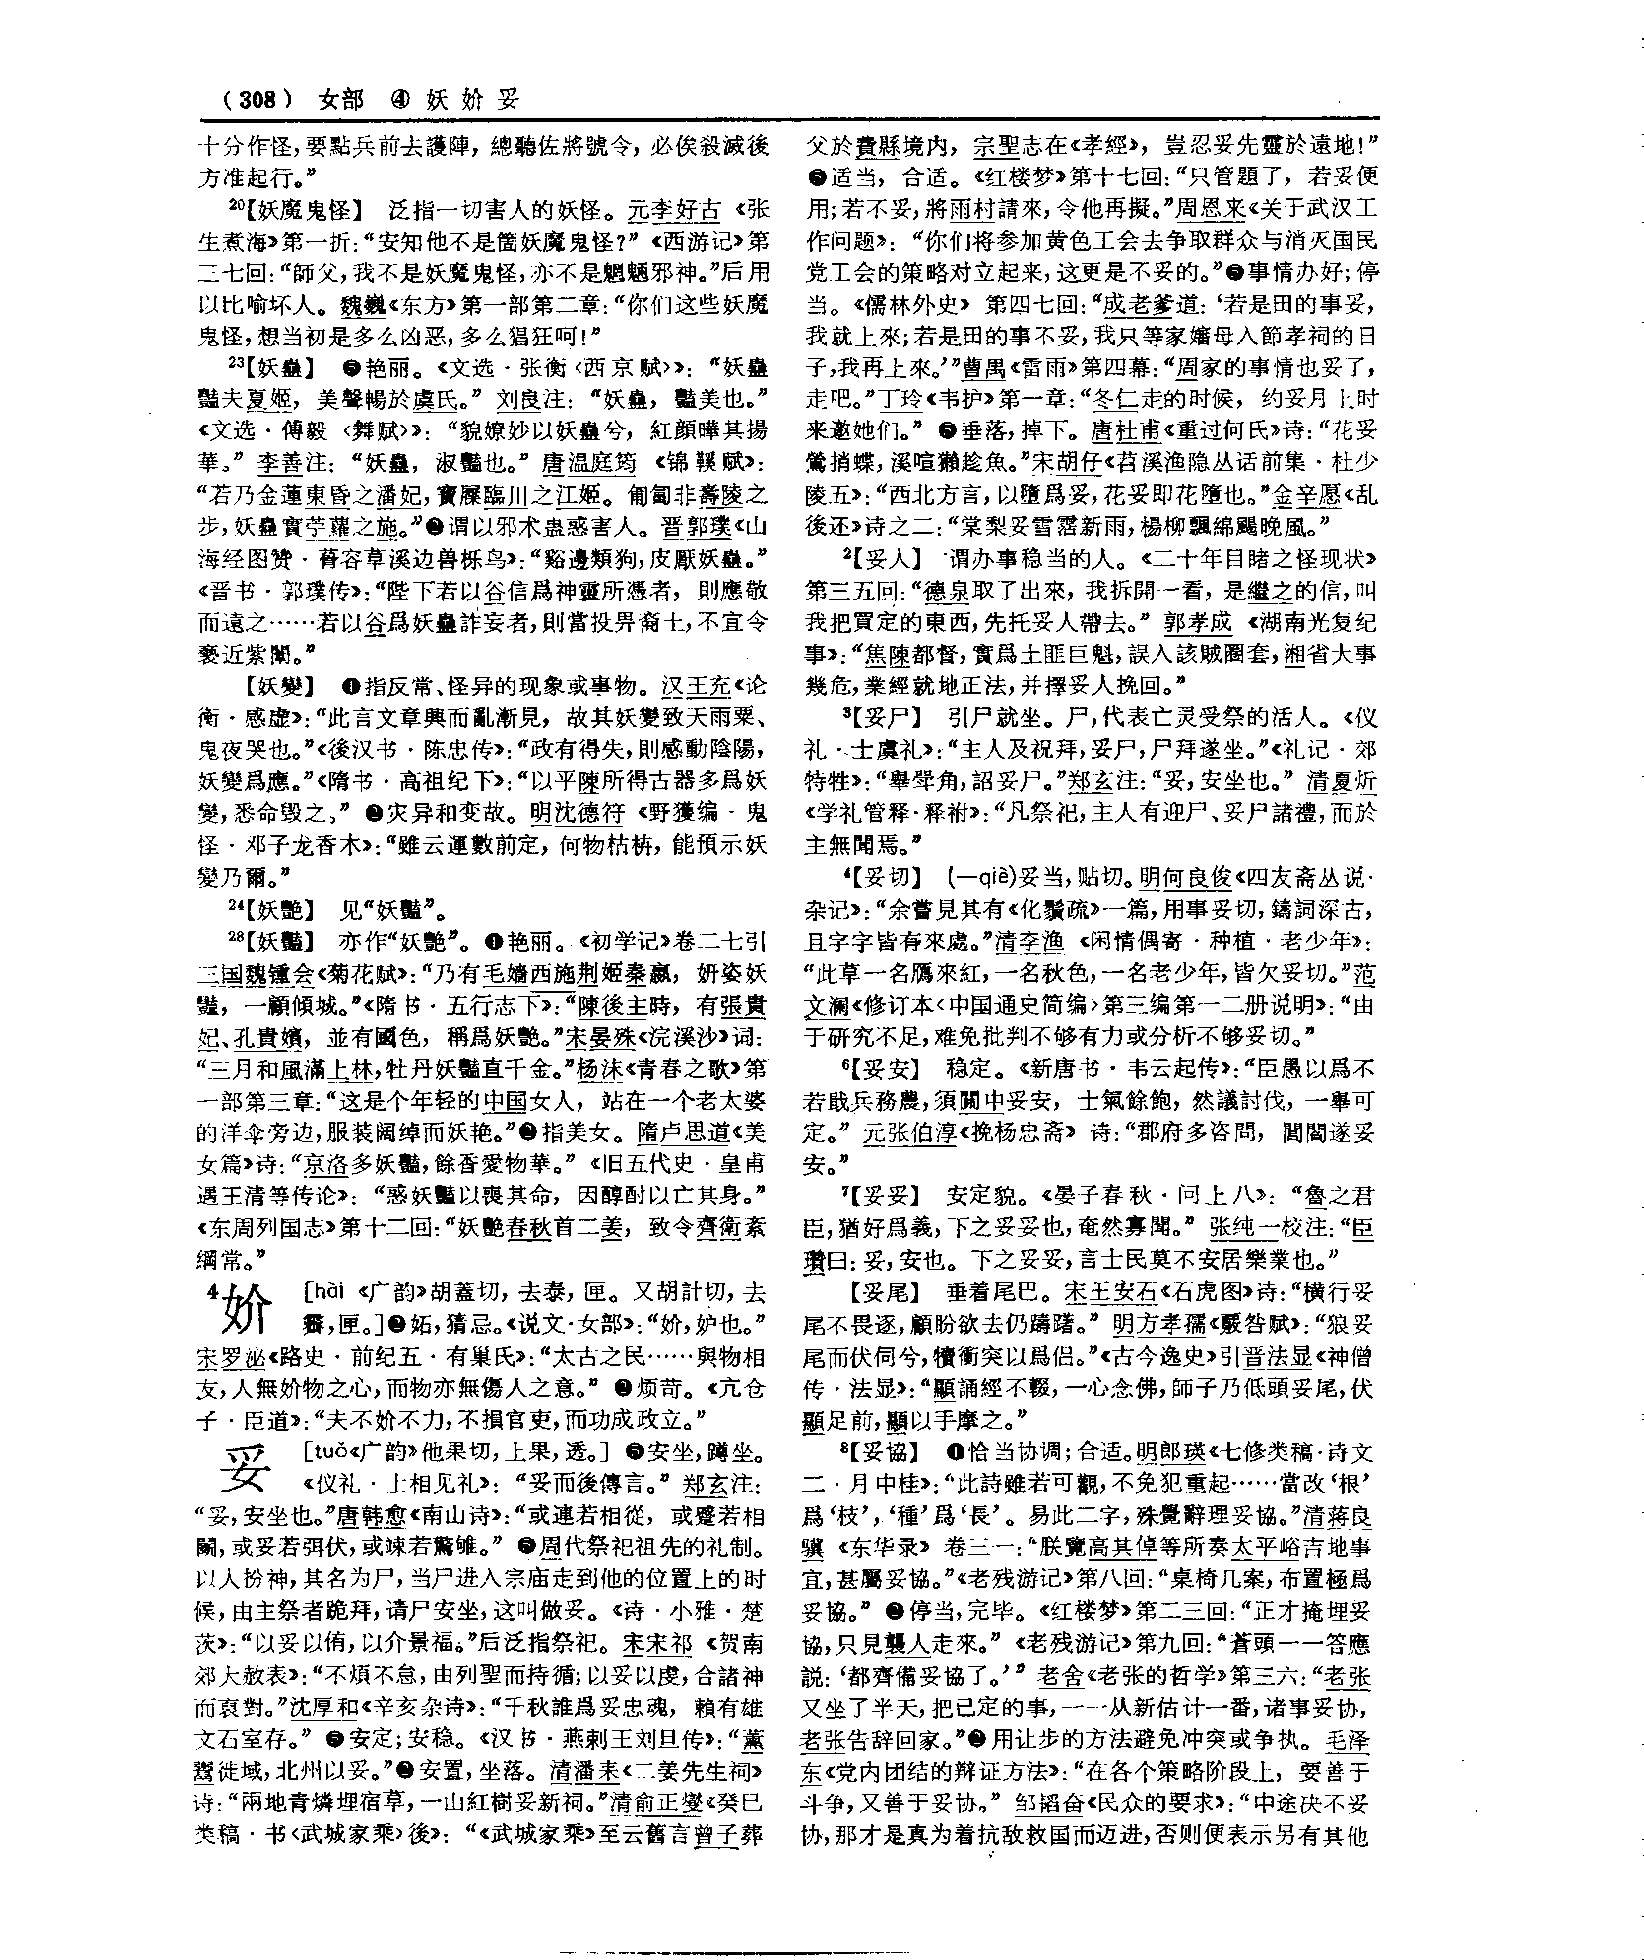 （308） 女部 ④ 妖 妎 妥
十分作怪，要點兵前去護陣，總聽佐將號令，必俟殺滅後
方准起行。”
20【妖魔鬼怪】 泛指一切害人的妖怪。元李好古《张
生煮海》第一折：“安知他不是箇妖魔鬼怪？”《西游记》第
二七回：“師父，我不是妖魔鬼怪，亦不是魍魎邪神。”后用
以比喻坏人。魏巍《东方》第一部第二章：“你们这些妖魔
鬼怪，想当初是多么凶恶，多么猖狂呵！”
23【妖蠱】 ❶艳丽。《文选·张衡〈西京赋〉》：“妖蠱
豔夫夏姬，美聲暢於虞氏。”刘良注：“妖蠱，豔美也。”
《文选·傅毅〈舞赋〉》：“貌嫽妙以妖蠱兮，紅顔曄其揚
華。”李善注：“妖蠱，淑豔也。”唐温庭筠《锦鞵赋》：
“若乃金蓮東昏之潘妃，寶屧臨川之江姬。匍匐非壽陵之
步，妖蠱實苧蘿之施。”❷谓以邪术蛊惑害人。晋郭璞《山
海经图赞·蓇容草溪边兽栎鸟》：“谿邊類狗，皮厭妖蠱。”
《晋书·郭璞传》：“陛下若以谷信爲神靈所憑者，則應敬
而遠之……若以谷爲妖蠱詐妄者，則當投畀裔土，不宜令
褻近紫闈。”
【妖變】 ❶指反常、怪异的现象或事物。汉王充《论
衡·感虚》：“此言文章興而亂漸見，故其妖變致天雨粟、
鬼夜哭也。”《後汉书·陈忠传》：“政有得失，則感動陰陽，
妖變爲應。”《隋书·高祖纪下》：“以平陳所得古器多爲妖
變，悉命毁之。”❷灾异和变故。明沈德符《野獲编·鬼
怪·邓子龙香木》：“雖云運數前定，何物枯枿，能預示妖
變乃爾。”
24【妖艷】 见“妖豔”。
28【妖豔】 亦作“妖艷”。❶艳丽。《初学记》卷二七引
三国魏锺会《菊花赋》：“乃有毛嬙西施荆姬秦嬴，妍姿妖
豔，一顧傾城。”《隋书·五行志下》：“陳後主時，有張貴
妃、孔貴嬪，並有國色，稱爲妖艷。”宋晏殊《浣溪沙》词：
“三月和風滿上林，牡丹妖豔直千金。”杨沫《青春之歌》第
一部第三章：“这是个年轻的中国女人，站在一个老太婆
的洋伞旁边，服装阔绰而妖艳。”❷指美女。隋卢思道《美
女篇》诗：“京洛多妖豔，餘香愛物華。”《旧五代史·皇甫
遇王清等传论》：“惑妖豔以喪其命，因醇酎以亡其身。”
《东周列国志》第十二回：“妖艷春秋首二姜，致令齊衛紊
綱常。”
4妎 [hài《广韵》胡蓋切，去泰，匣。又胡計切，去
霽，匣。]❶妬，猜忌。《说文·女部》：“妎，妒也。”
宋罗泌《路史·前纪五·有巢氏》：“太古之民……與物相
友，人無妎物之心，而物亦無傷人之意。”❷烦苛。《亢仓
子·臣道》：“夫不妎不力，不損官吏，而功成政立。”
妥 [tuǒ《广韵》他果切，上果，透。]❶安坐，蹲坐。
《仪礼·士相见礼》：“妥而後傳言。”郑玄注：
“妥，安坐也。”唐韩愈《南山诗》：“或連若相從，或蹙若相
鬭，或妥若弭伏，或竦若驚雊。”❷周代祭祀祖先的礼制。
以人扮神，其名为尸，当尸进入宗庙走到他的位置上的时
候，由主祭者跪拜，请尸安坐，这叫做妥。《诗·小雅·楚
茨》：“以妥以侑，以介景福。”后泛指祭祀。宋宋祁《贺南
郊大赦表》：“不煩不怠，由列聖而持循；以妥以虔，合諸神
而裒對。”沈厚和《辛亥杂诗》：“千秋誰爲妥忠魂，賴有雄
文石室存。”❸安定；安稳。《汉书·燕剌王刘旦传》：“薰
鬻徙域，北州以妥。”❹安置，坐落。清潘耒《二姜先生祠》
诗：“兩地青燐埋宿草，一山紅樹妥新祠。”清俞正燮《癸巳
类稿·书〈武城家乘〉後》：“《武城家乘》至云舊言曾子葬
父於費縣境内，宗聖志在《孝經》，豈忍妥先靈於遠地！”
❺适当，合适。《红楼梦》第十七回：“只管題了，若妥便
用；若不妥，將雨村請來，令他再擬。”周恩来《关于武汉工
作问题》：“你们将参加黄色工会去争取群众与消灭国民
党工会的策略对立起来，这更是不妥的。”❻事情办好；停
当。《儒林外史》第四七回：“成老爹道：‘若是田的事妥，
我就上來；若是田的事不妥，我只等家嬸母入節孝祠的日
子，我再上來。’”曹禺《雷雨》第四幕：“周家的事情也妥了，
走吧。”丁玲《韦护》第一章：“冬仁走的时候，约妥月上时
来邀她们。”❼垂落，掉下。唐杜甫《重过何氏》诗：“花妥
鶯捎蝶，溪喧獺趁魚。”宋胡仔《苕溪渔隐丛话前集·杜少
陵五》：“西北方言，以墮爲妥，花妥即花墮也。”金辛愿《乱
後还》诗之二：“棠梨妥雪霑新雨，楊柳飄綿颺晚風。”
2【妥人】 谓办事稳当的人。《二十年目睹之怪现状》
第三五回：“德泉取了出來，我拆開一看，是繼之的信，叫
我把買定的東西，先托妥人帶去。”郭孝成《湖南光复纪
事》：“焦陳都督，實爲土匪巨魁，誤入該賊圈套，湘省大事
幾危，業經就地正法，并擇妥人挽回。”
3【妥尸】 引尸就坐。尸，代表亡灵受祭的活人。《仪
礼·士虞礼》：“主人及祝拜，妥尸，尸拜遂坐。”《礼记·郊
特牲》：“舉斝角，詔妥尸。”郑玄注：“妥，安坐也。”清夏炘
《学礼管释·释祔》：“凡祭祀，主人有迎尸、妥尸諸禮，而於
主無聞焉。”
4【妥切】 (—qiè)妥当，贴切。明何良俊《四友斋丛说·
杂记》：“余嘗見其有《化鬚疏》一篇，用事妥切，鑄詞深古，
且字字皆有來處。”清李渔《闲情偶寄·种植·老少年》：
“此草一名鴈來紅，一名秋色，一名老少年，皆欠妥切。”范
文澜《修订本〈中国通史简编〉第三编第一二册说明》：“由
于研究不足，难免批判不够有力或分析不够妥切。”
6【妥安】 稳定。《新唐书·韦云起传》：“臣愚以爲不
若戢兵務農，須關中妥安，士氣餘飽，然議討伐，一舉可
定。”元张伯淳《挽杨忠斋》诗：“郡府多咨問，閭閻遂妥
安。”
7【妥妥】 安定貌。《晏子春秋·问上八》：“魯之君
臣，猶好爲義，下之妥妥也，奄然寡聞。”张纯一校注：“臣
瓚曰：妥，安也。下之妥妥，言士民莫不安居樂業也。”
【妥尾】 垂着尾巴。宋王安石《石虎图》诗：“横行妥
尾不畏逐，顧盼欲去仍躊躇。”明方孝孺《嚴咎赋》：“狼妥
尾而伏伺兮，犢衝突以爲侣。”《古今逸史》引晋法显《神僧
传·法显》：“顯誦經不輟，一心念佛，師子乃低頭妥尾，伏
顯足前，顯以手摩之。”
8【妥協】 ❶恰当协调；合适。明郎瑛《七修类稿·诗文
二·月中桂》：“此詩雖若可觀，不免犯重起……當改‘根’
爲‘枝’，‘種’爲‘長’。易此二字，殊覺辭理妥協。”清蒋良
骐《东华录》卷三一：“朕覽高其倬等所奏太平峪吉地事
宜，甚屬妥協。”《老残游记》第八回：“桌椅几案，布置極爲
妥協。”❷停当，完毕。《红楼梦》第二三回：“正才掩埋妥
協，只見襲人走來。”《老残游记》第九回：“蒼頭一一答應
説：‘都齊備妥協了。’”老舍《老张的哲学》第三六：“老张
又坐了半天，把已定的事，一一从新估计一番，诸事妥协，
老张告辞回家。”❸用让步的方法避免冲突或争执。毛泽
东《党内团结的辩证方法》：“在各个策略阶段上，要善于
斗争，又善于妥协。”邹韬奋《民众的要求》：“中途决不妥
协，那才是真为着抗敌救国而迈进，否则便表示另有其他